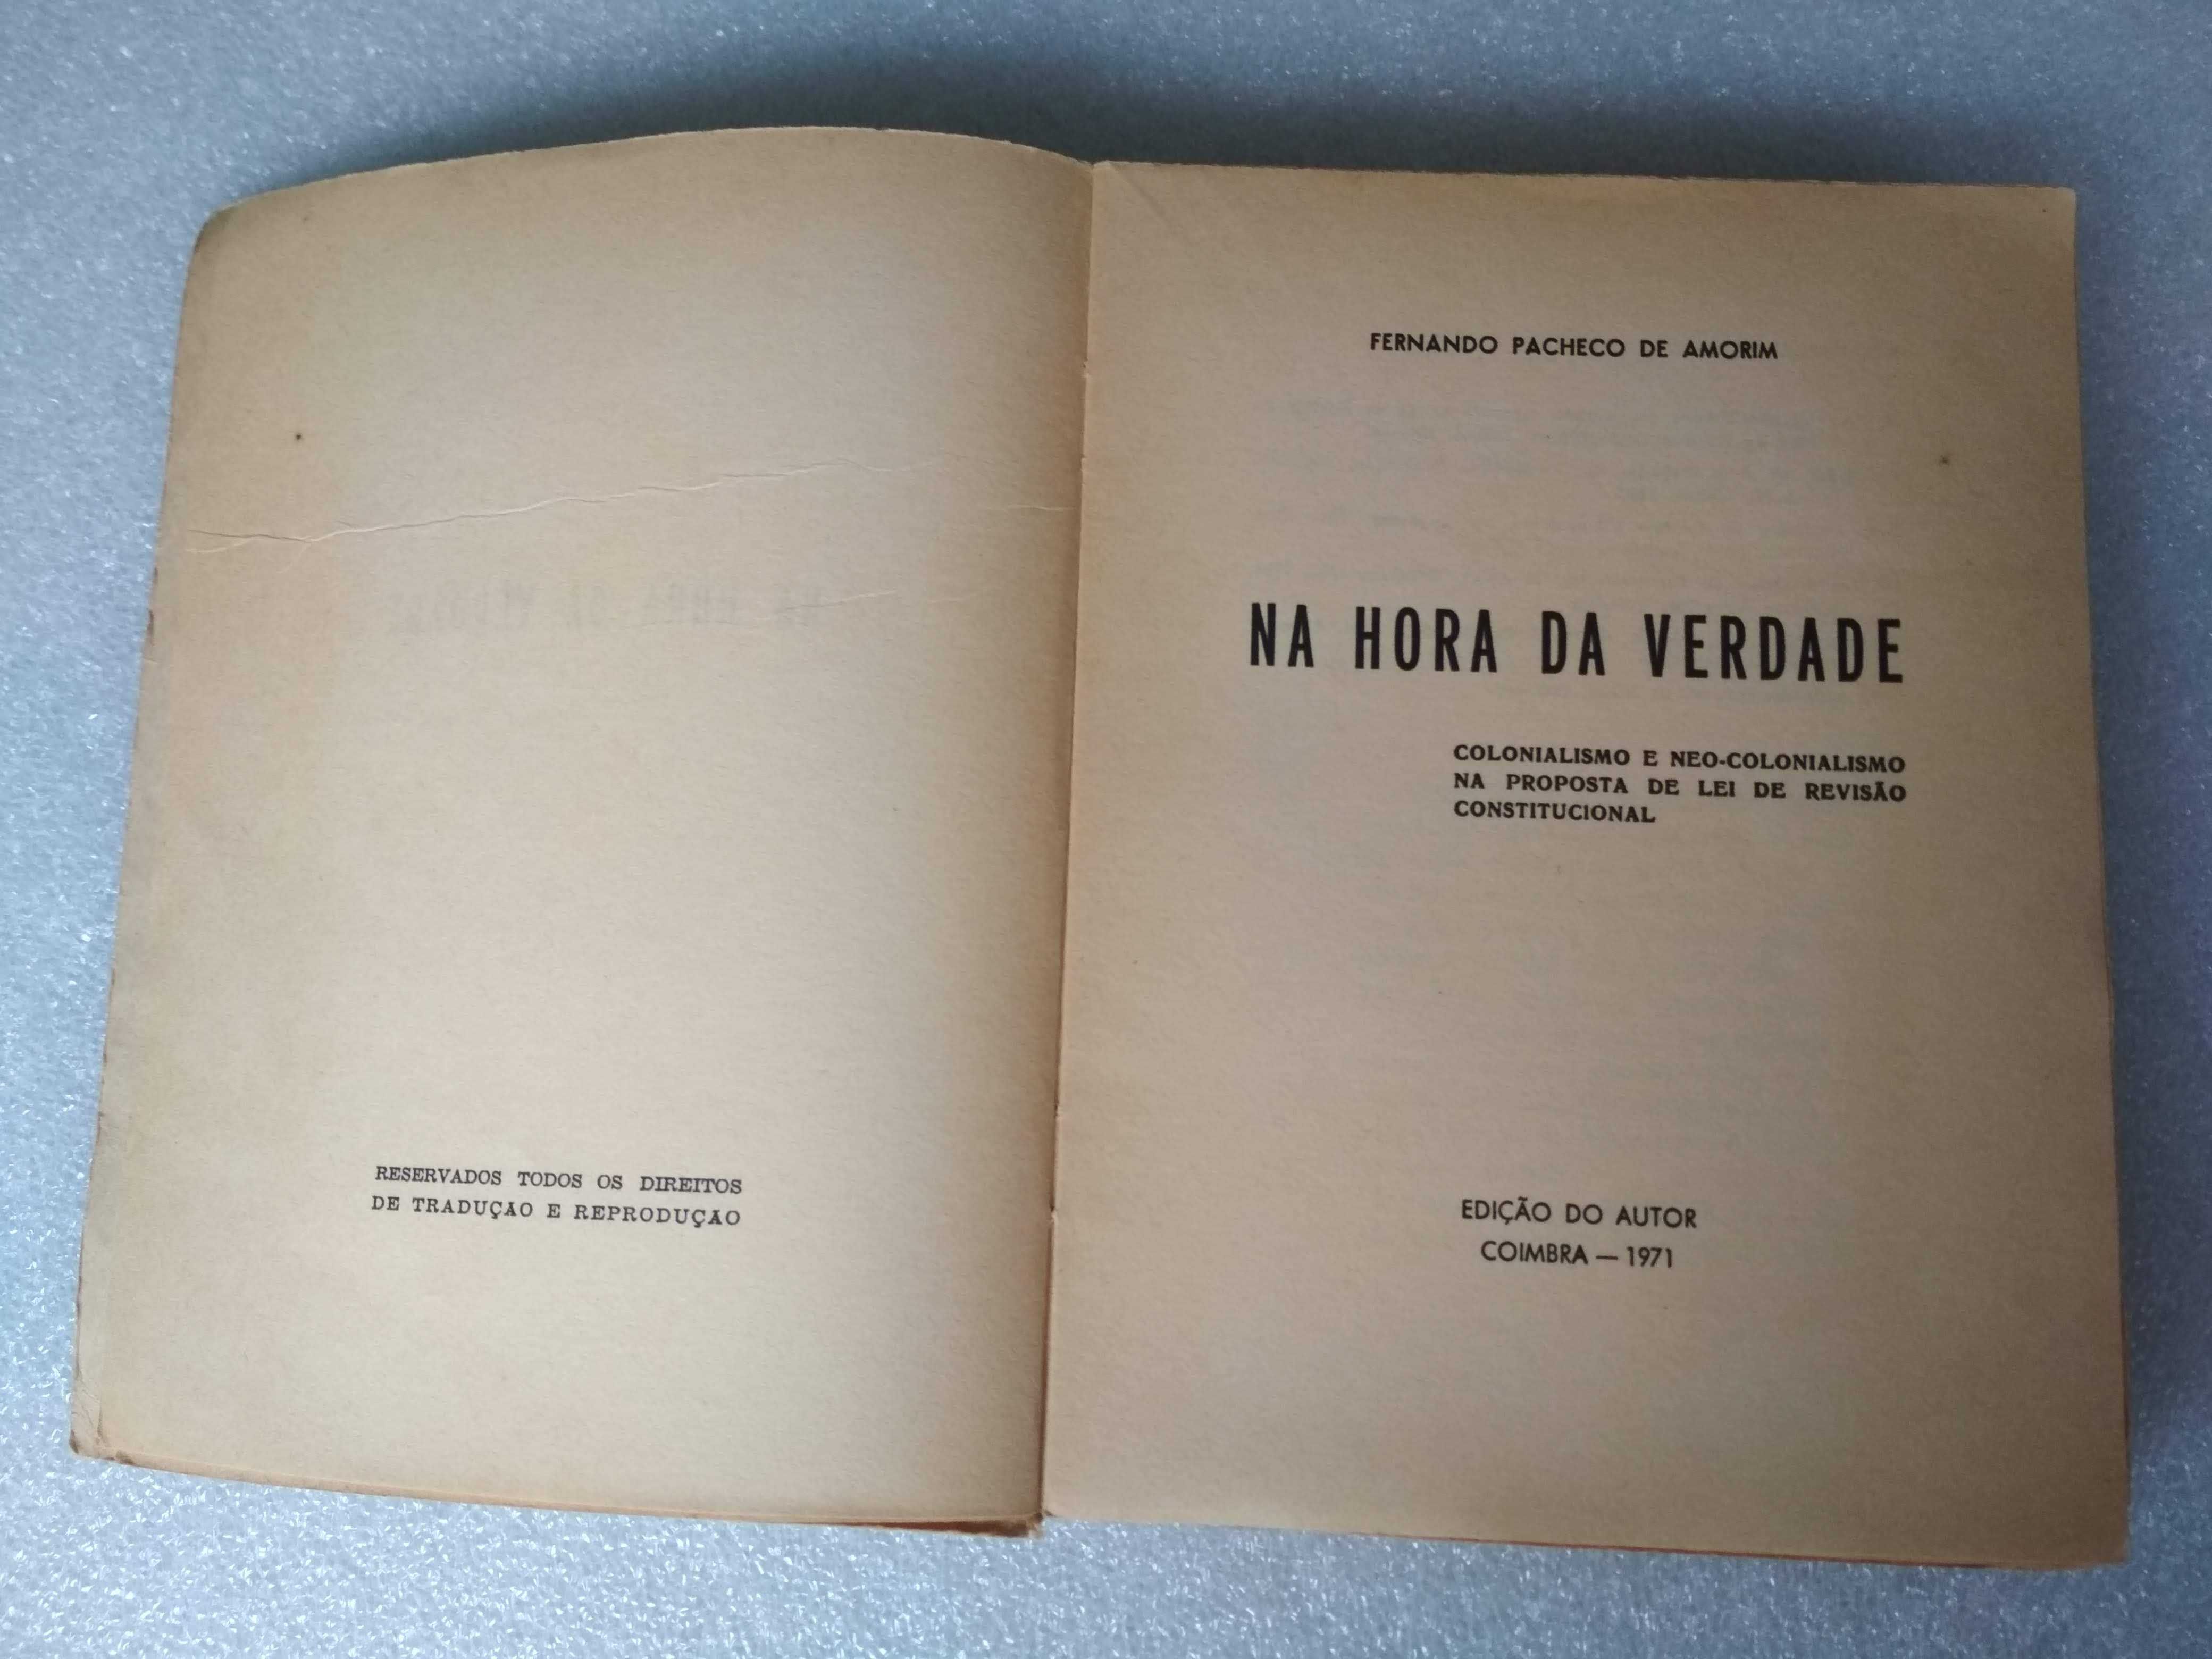 RESERVADOS TODOS OS DIREITOS
DE TRADUÇAO E REPRODUÇAO
FERNANDO PACHECO DE AMORIM
NA HORA DA VERDADE
COLONIALISMO E NEO-COLONIALISMO
NA PROPOSTA DE LEI DE REVISÃO
CONSTITUCIONAL
EDIÇÃO DO AUTOR
COIMBRA — 1971